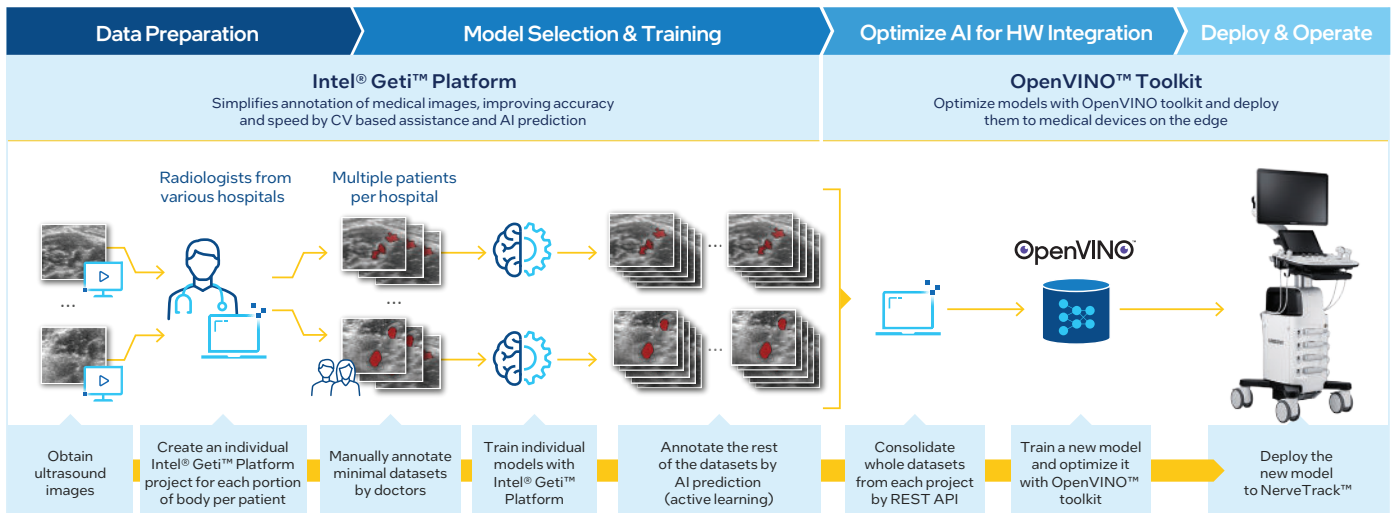 Data Preparation
Model Selection & Training
Optimize AI for HW Integration
Deploy & Operate
Intel® Geti™ Platform
Simplifies annotation of medical images, improving accuracy
and speed by CV based assistance and AI prediction
OpenVINO™ Toolkit
Optimize models with OpenVINO toolkit and deploy
them to medical devices on the edge
Radiologists from
various hospitals
Multiple patients
per hospital
...
...
...
...
OpenVINO™
Obtain
ultrasound
images
Create an individual
Intel® Geti™ Platform
project for each portion
of body per patient
Manually annotate
minimal datasets
by doctors
Train individual
models with
Intel® Geti™
Platform
Annotate the rest
of the datasets by
AI prediction
(active learning)
Consolidate
whole datasets
from each project
by REST API
Train a new model
and optimize it
with OpenVINO™
toolkit
Deploy the
new model
to NerveTrack™